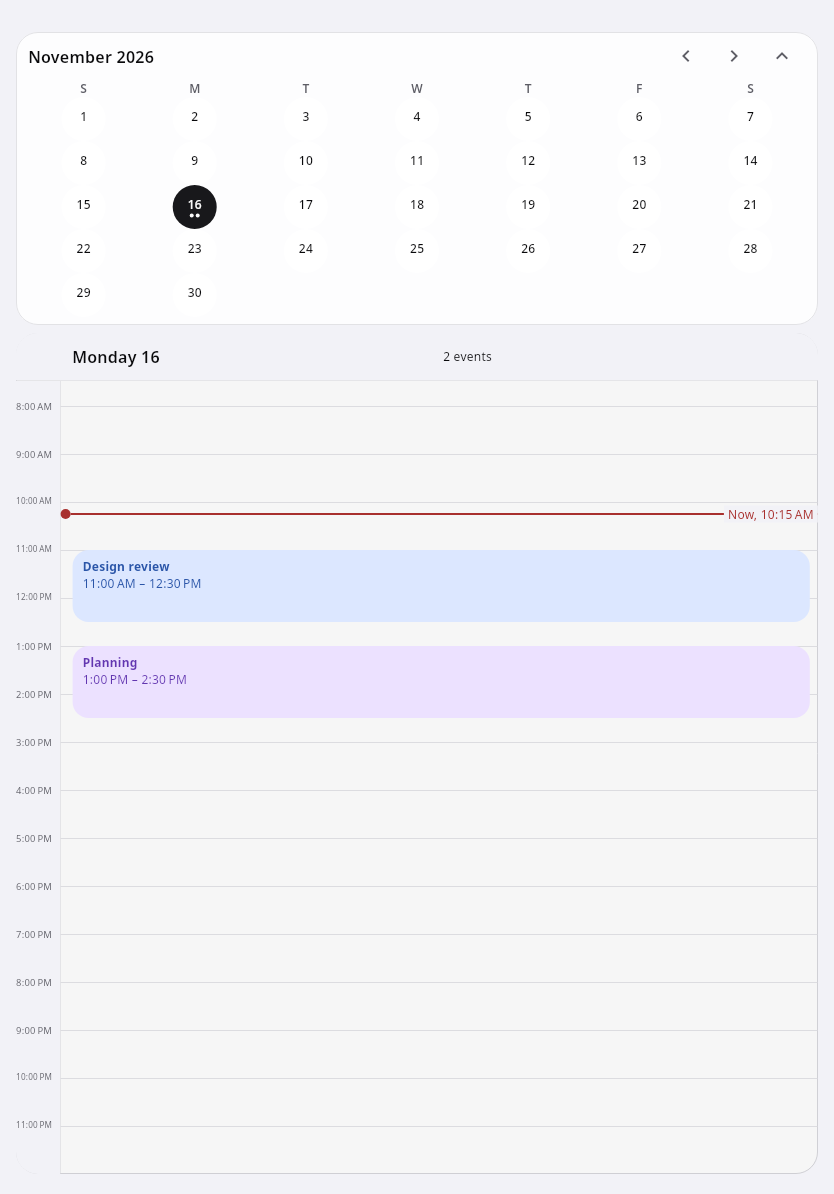 November 2026
S M T W T F S
1 2 3 4 5 6 7
8 9 10 11 12 13 14
15 16 17 18 19 20 21
22 23 24 25 26 27 28
29 30
Monday 16 2 events
8:00 AM
9:00 AM
10:00 AM
Now, 10:15 AM
11:00 AM
Design review
11:00 AM – 12:30 PM
12:00 PM
1:00 PM
Planning
1:00 PM – 2:30 PM
2:00 PM
3:00 PM
4:00 PM
5:00 PM
6:00 PM
7:00 PM
8:00 PM
9:00 PM
10:00 PM
11:00 PM